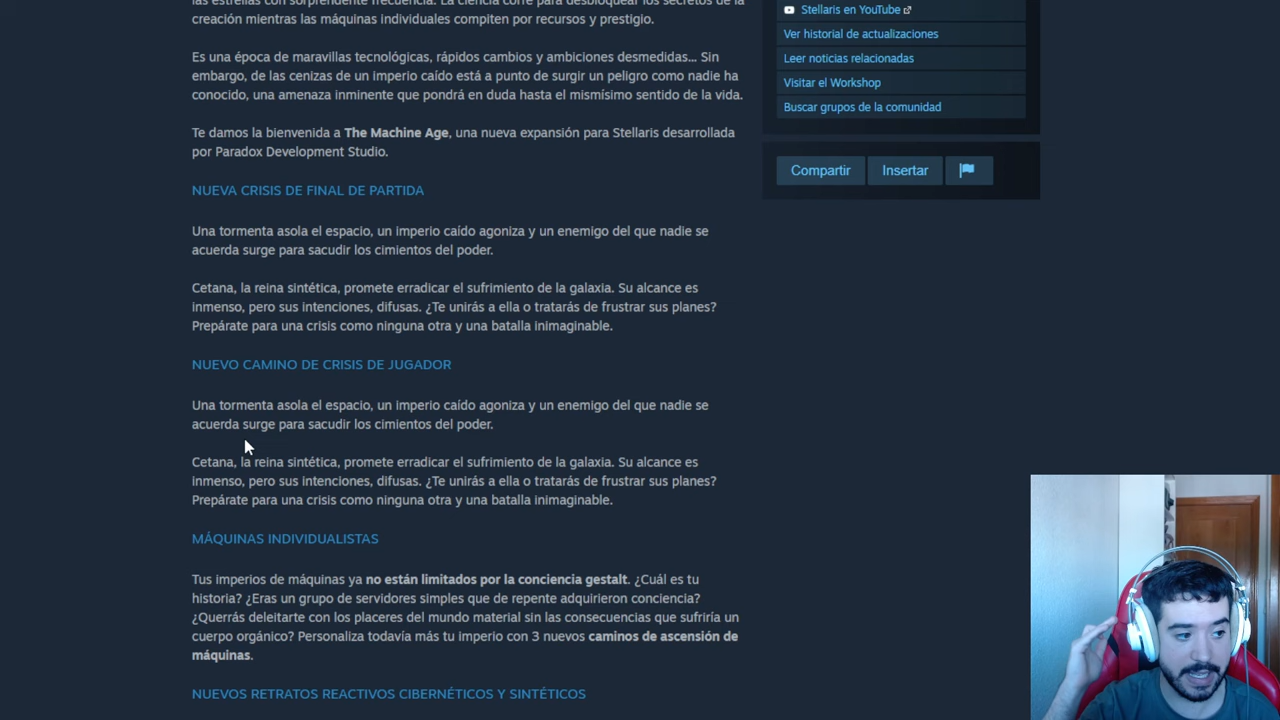 las estrellas con sorprendente frecuencia. La ciencia corre para desbloquear los secretos de la
creación mientras las máquinas individuales compiten por recursos y prestigio.
Es una época de maravillas tecnológicas, rápidos cambios y ambiciones desmedidas... Sin
embargo, de las cenizas de un imperio caído está a punto de surgir un peligro como nadie ha
conocido, una amenaza inminente que pondrá en duda hasta el mismísimo sentido de la vida.
Te damos la bienvenida a The Machine Age, una nueva expansión para Stellaris desarrollada
por Paradox Development Studio.
NUEVA CRISIS DE FINAL DE PARTIDA
Una tormenta asola el espacio, un imperio caído agoniza y un enemigo del que nadie se
acuerda surge para sacudir los cimientos del poder.
Cetana, la reina sintética, promete erradicar el sufrimiento de la galaxia. Su alcance es
inmenso, pero sus intenciones, difusas. ¿Te unirás a ella o tratarás de frustrar sus planes?
Prepárate para una crisis como ninguna otra y una batalla inimaginable.
NUEVO CAMINO DE CRISIS DE JUGADOR
Una tormenta asola el espacio, un imperio caído agoniza y un enemigo del que nadie se
acuerda surge para sacudir los cimientos del poder.
Cetana, la reina sintética, promete erradicar el sufrimiento de la galaxia. Su alcance es
inmenso, pero sus intenciones, difusas. ¿Te unirás a ella o tratarás de frustrar sus planes?
Prepárate para una crisis como ninguna otra y una batalla inimaginable.
MÁQUINAS INDIVIDUALISTAS
Tus imperios de máquinas ya no están limitados por la conciencia gestalt. ¿Cuál es tu
historia? ¿Eras un grupo de servidores simples que de repente adquirieron conciencia?
¿Querrás deleitarte con los placeres del mundo material sin las consecuencias que sufriría un
cuerpo orgánico? Personaliza todavía más tu imperio con 3 nuevos caminos de ascensión de
máquinas.
NUEVOS RETRATOS REACTIVOS CIBERNÉTICOS Y SINTÉTICOS
Stellaris en YouTube
Ver historial de actualizaciones
Leer noticias relacionadas
Visitar el Workshop
Buscar grupos de la comunidad
Compartir
Insertar